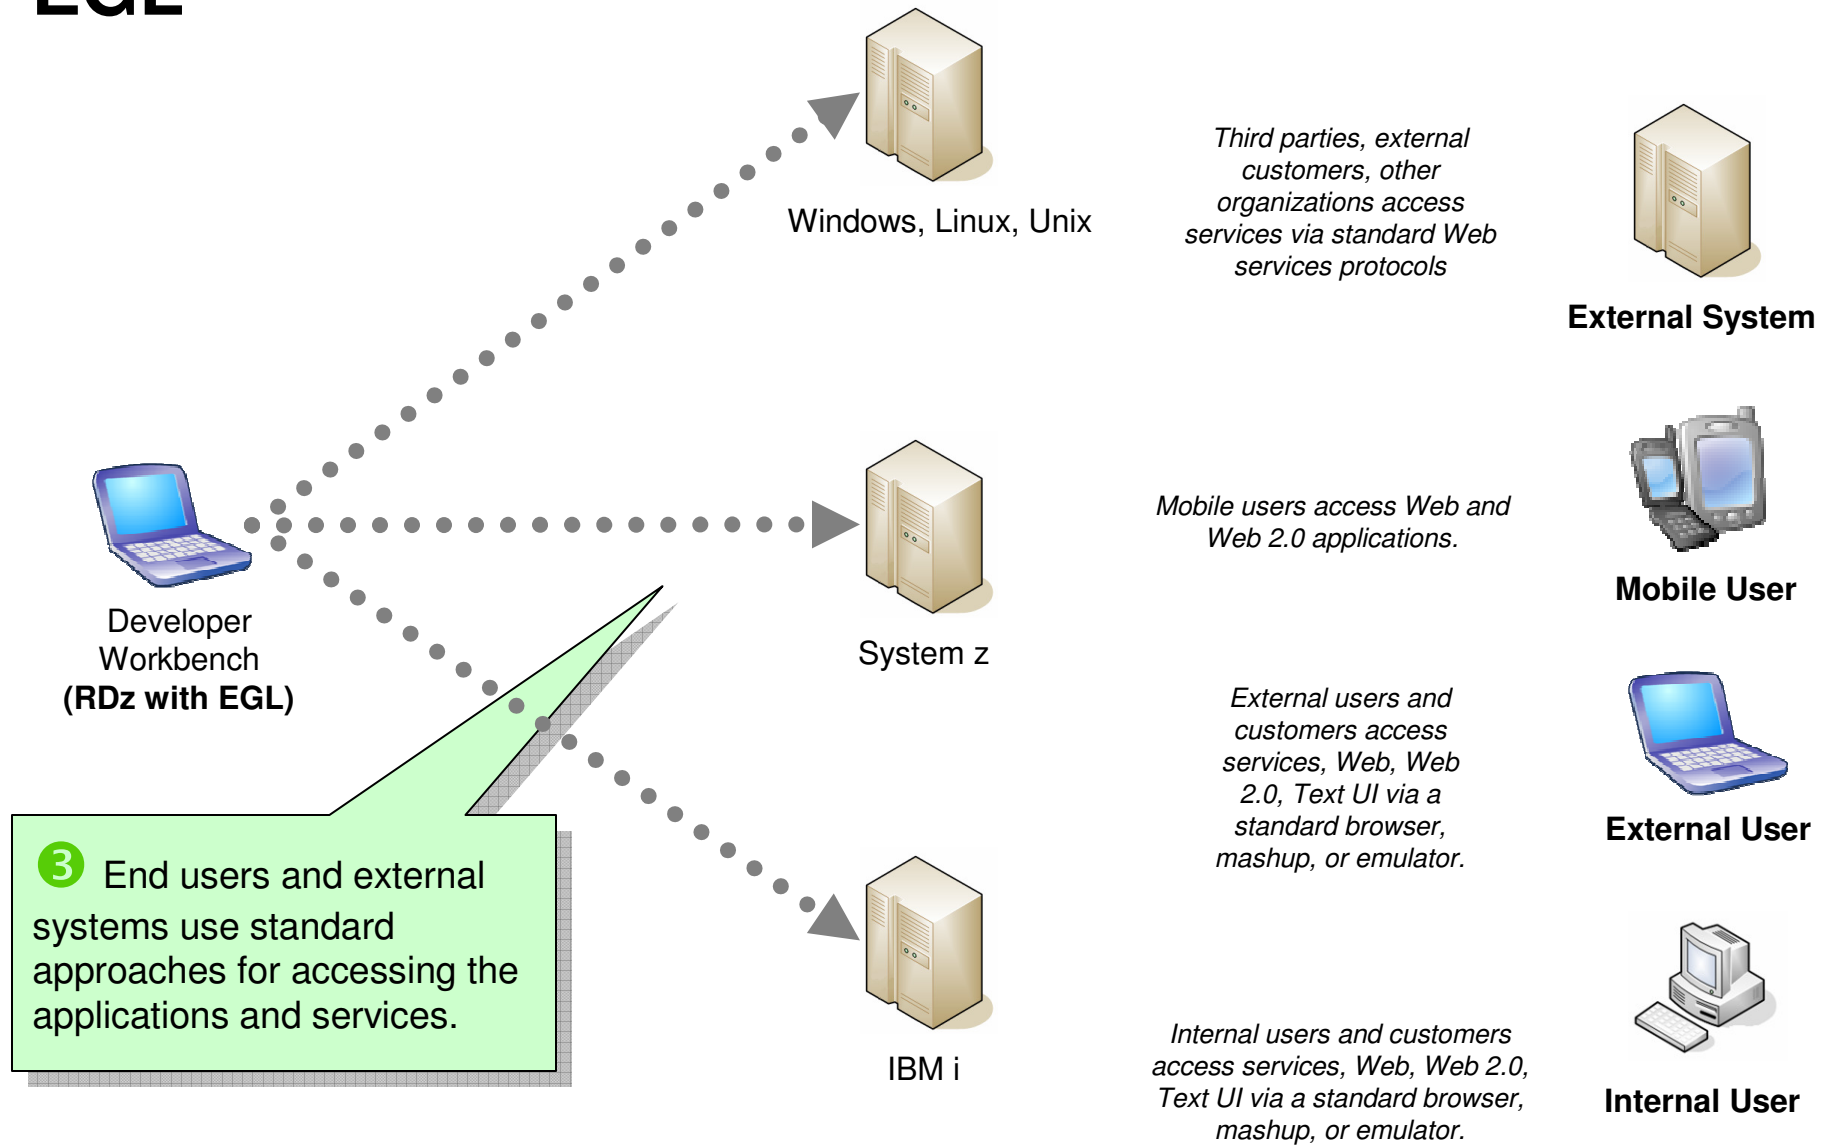 EGL
Windows, Linux, Unix
Third parties, external
customers, other
organizations access
services via standard Web
services protocols
External System
Developer
Workbench
(RDz with EGL)
System z
Mobile users access Web and
Web 2.0 applications.
Mobile User
External users and
customers access
services, Web, Web
2.0, Text UI via a
standard browser,
mashup, or emulator.
External User
3 End users and external
systems use standard
approaches for accessing the
applications and services.
IBM i
Internal users and customers
access services, Web, Web 2.0,
Text UI via a standard browser,
mashup, or emulator.
Internal User